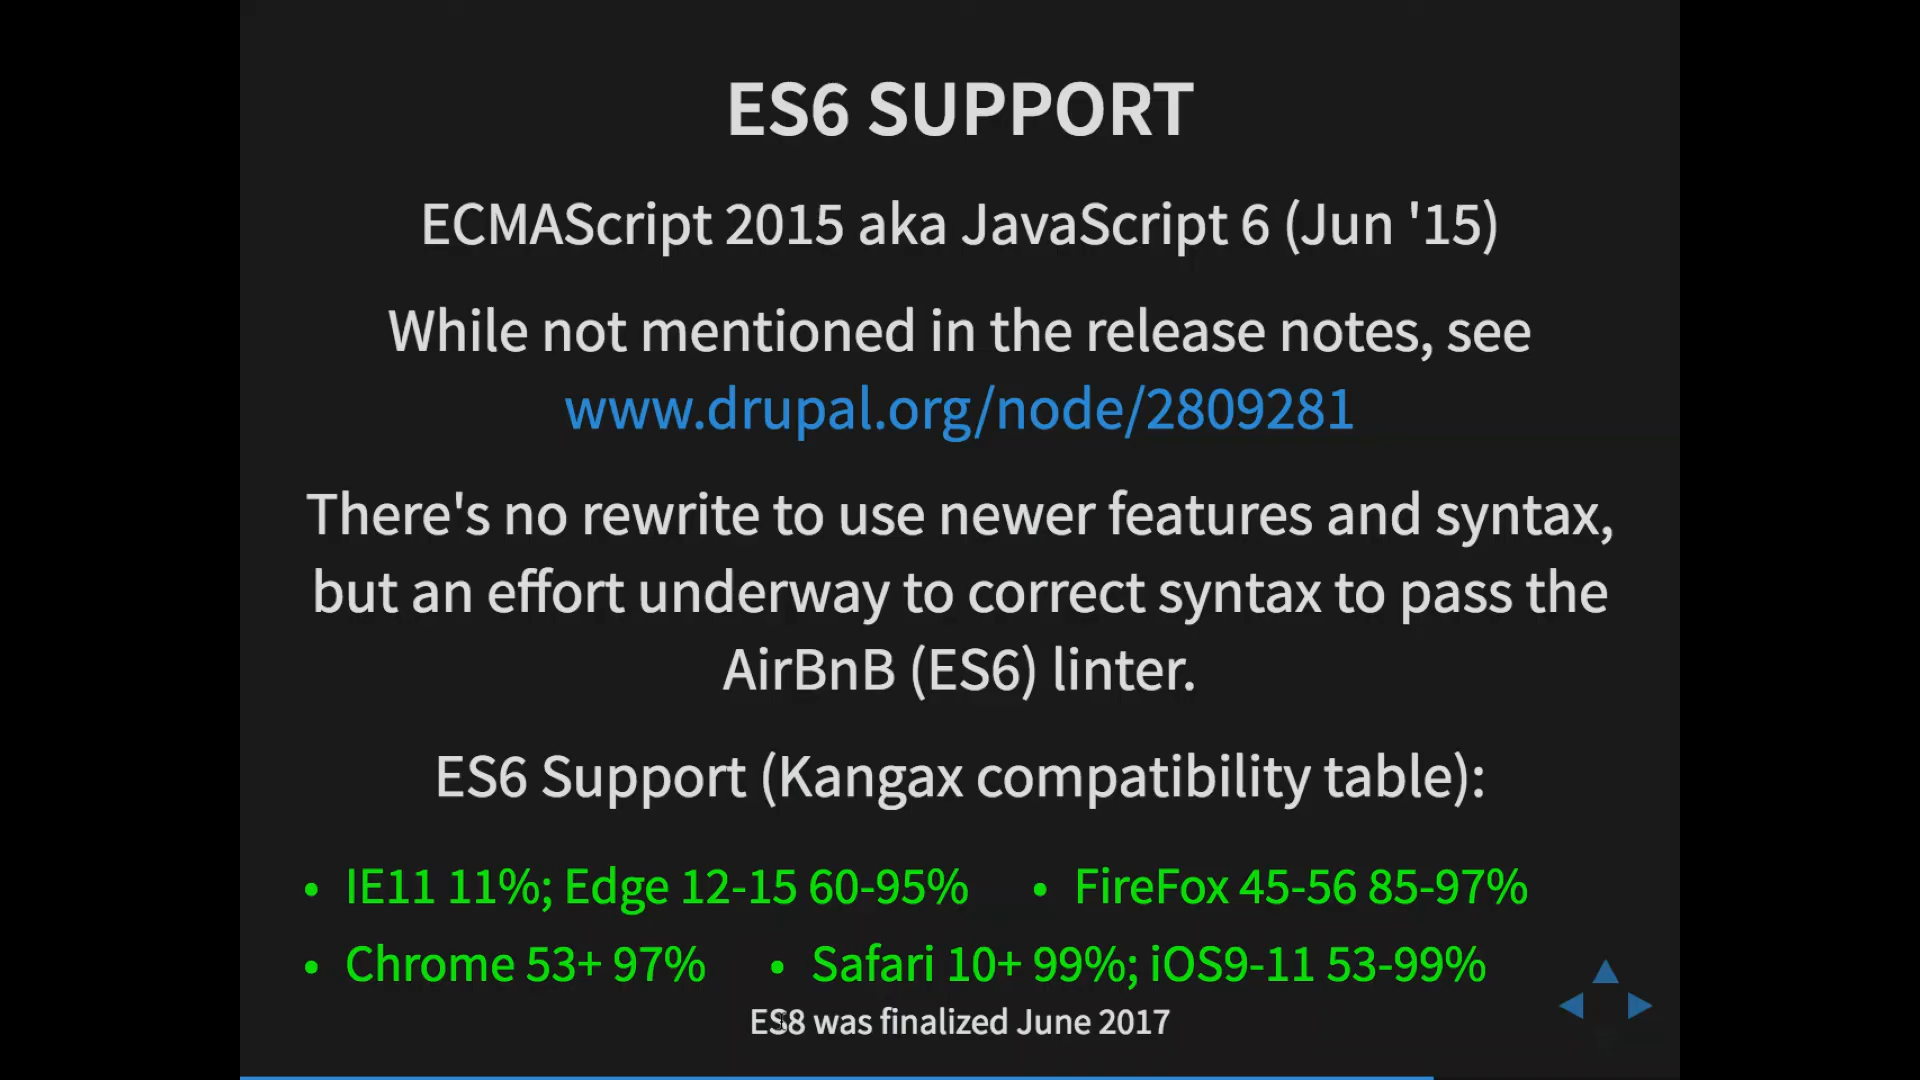 ES6 SUPPORT
ECMAScript 2015 aka JavaScript 6 (Jun '15)
While not mentioned in the release notes, see
www.drupal.org/node/2809281
There's no rewrite to use newer features and syntax,
but an effort underway to correct syntax to pass the
AirBnB (ES6) linter.
ES6 Support (Kangax compatibility table):
• IE11 11%; Edge 12-15 60-95% • FireFox 45-56 85-97%
• Chrome 53+ 97% • Safari 10+ 99%; iOS9-11 53-99%
ES8 was finalized June 2017